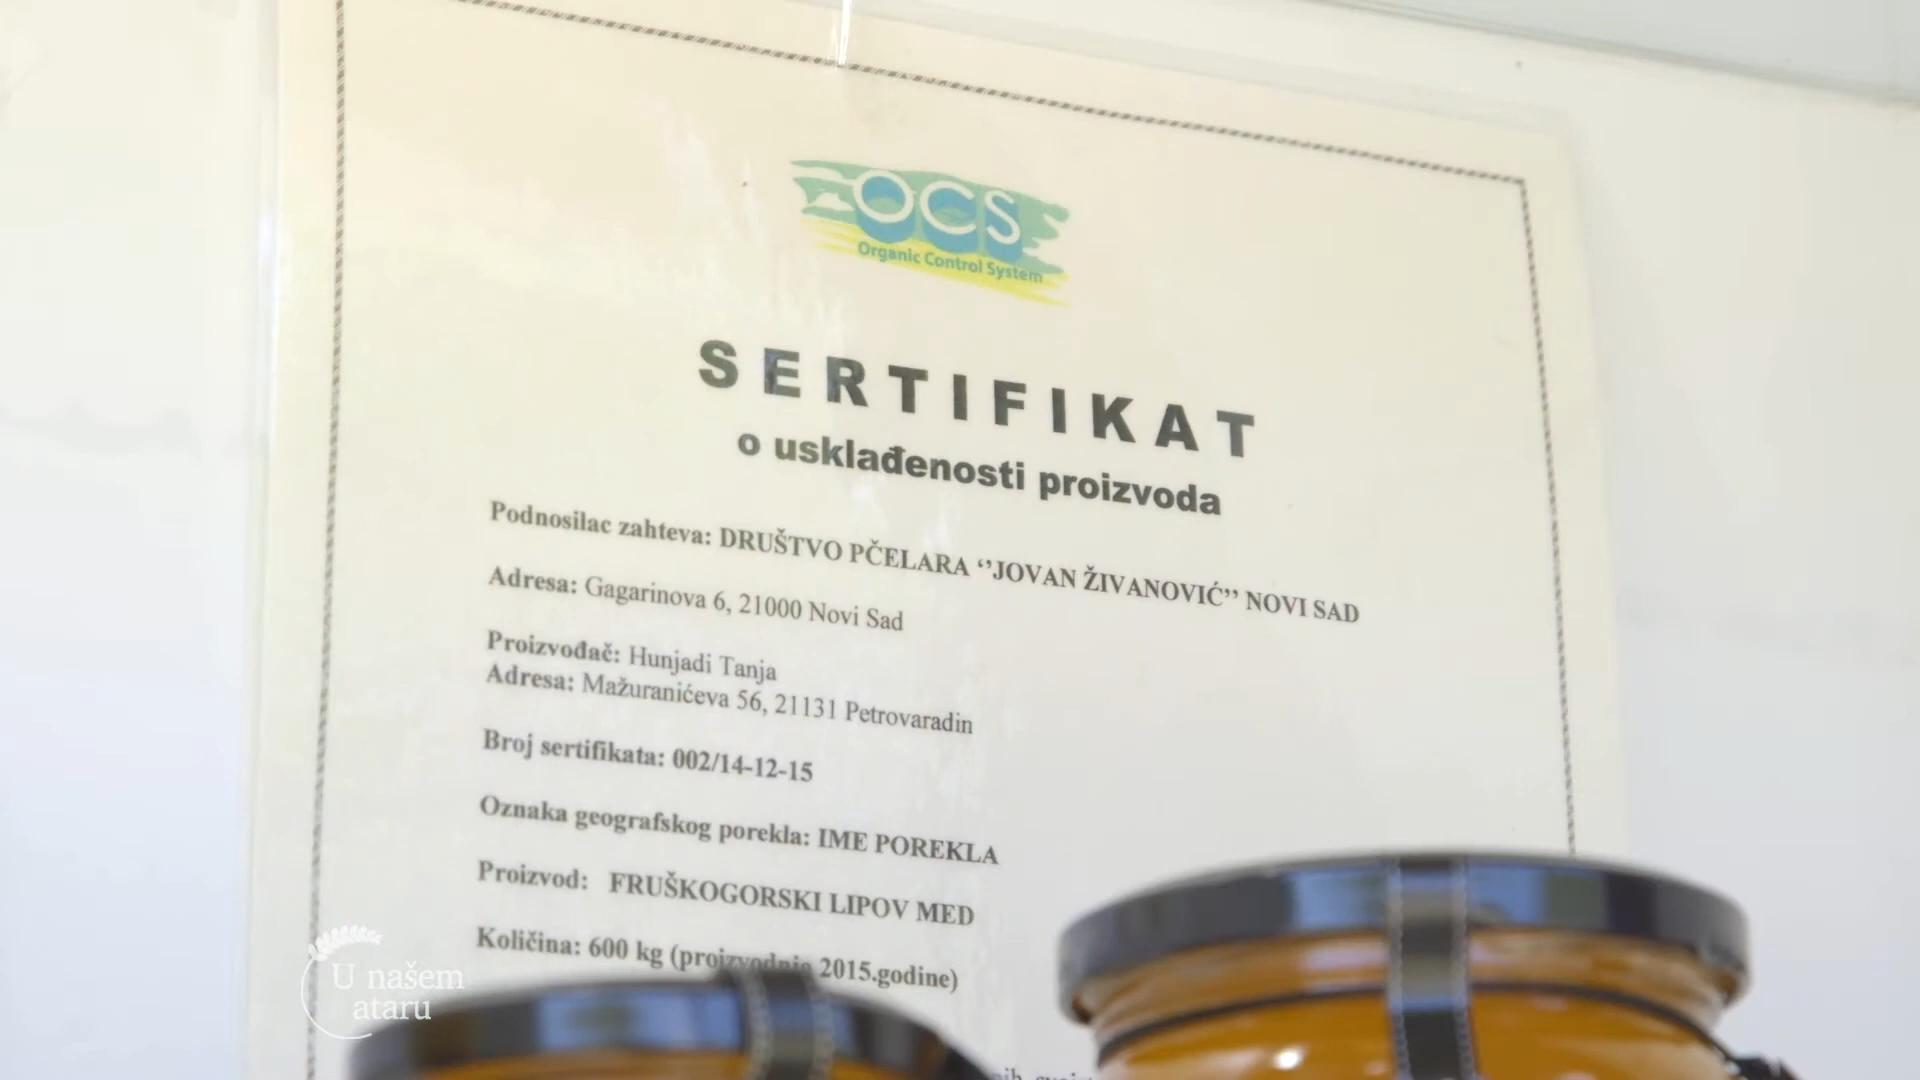 OCS
Organic Control System
SERTIFIKAT
o usklađenosti proizvoda
Podnosilac zahteva: DRUŠTVO PČELARA ‘’JOVAN ŽIVANOVIĆ’’ NOVI SAD
Adresa: Gagarinova 6, 21000 Novi Sad
Proizvođač: Hunjadi Tanja
Adresa: Mažuranićeva 56, 21131 Petrovaradin
Broj sertifikata: 002/14-12-15
Oznaka geografskog porekla: IME POREKLA
Proizvod: FRUŠKOGORSKI LIPOV MED
Količina: 600 kg (proizvodnja 2015.godine)
U našem
ataru